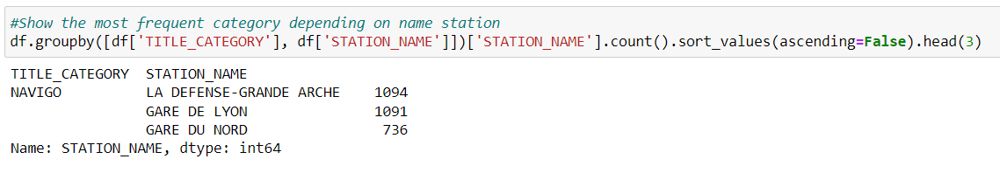 #Show the most frequent category depending on name station
df.groupby([df['TITLE_CATEGORY'], df['STATION_NAME']])['STATION_NAME'].count().sort_values(ascending=False).head(3)
TITLE_CATEGORY  STATION_NAME
NAVIGO          LA DEFENSE-GRANDE ARCHE    1094
                GARE DE LYON               1091
                GARE DU NORD                736
Name: STATION_NAME, dtype: int64